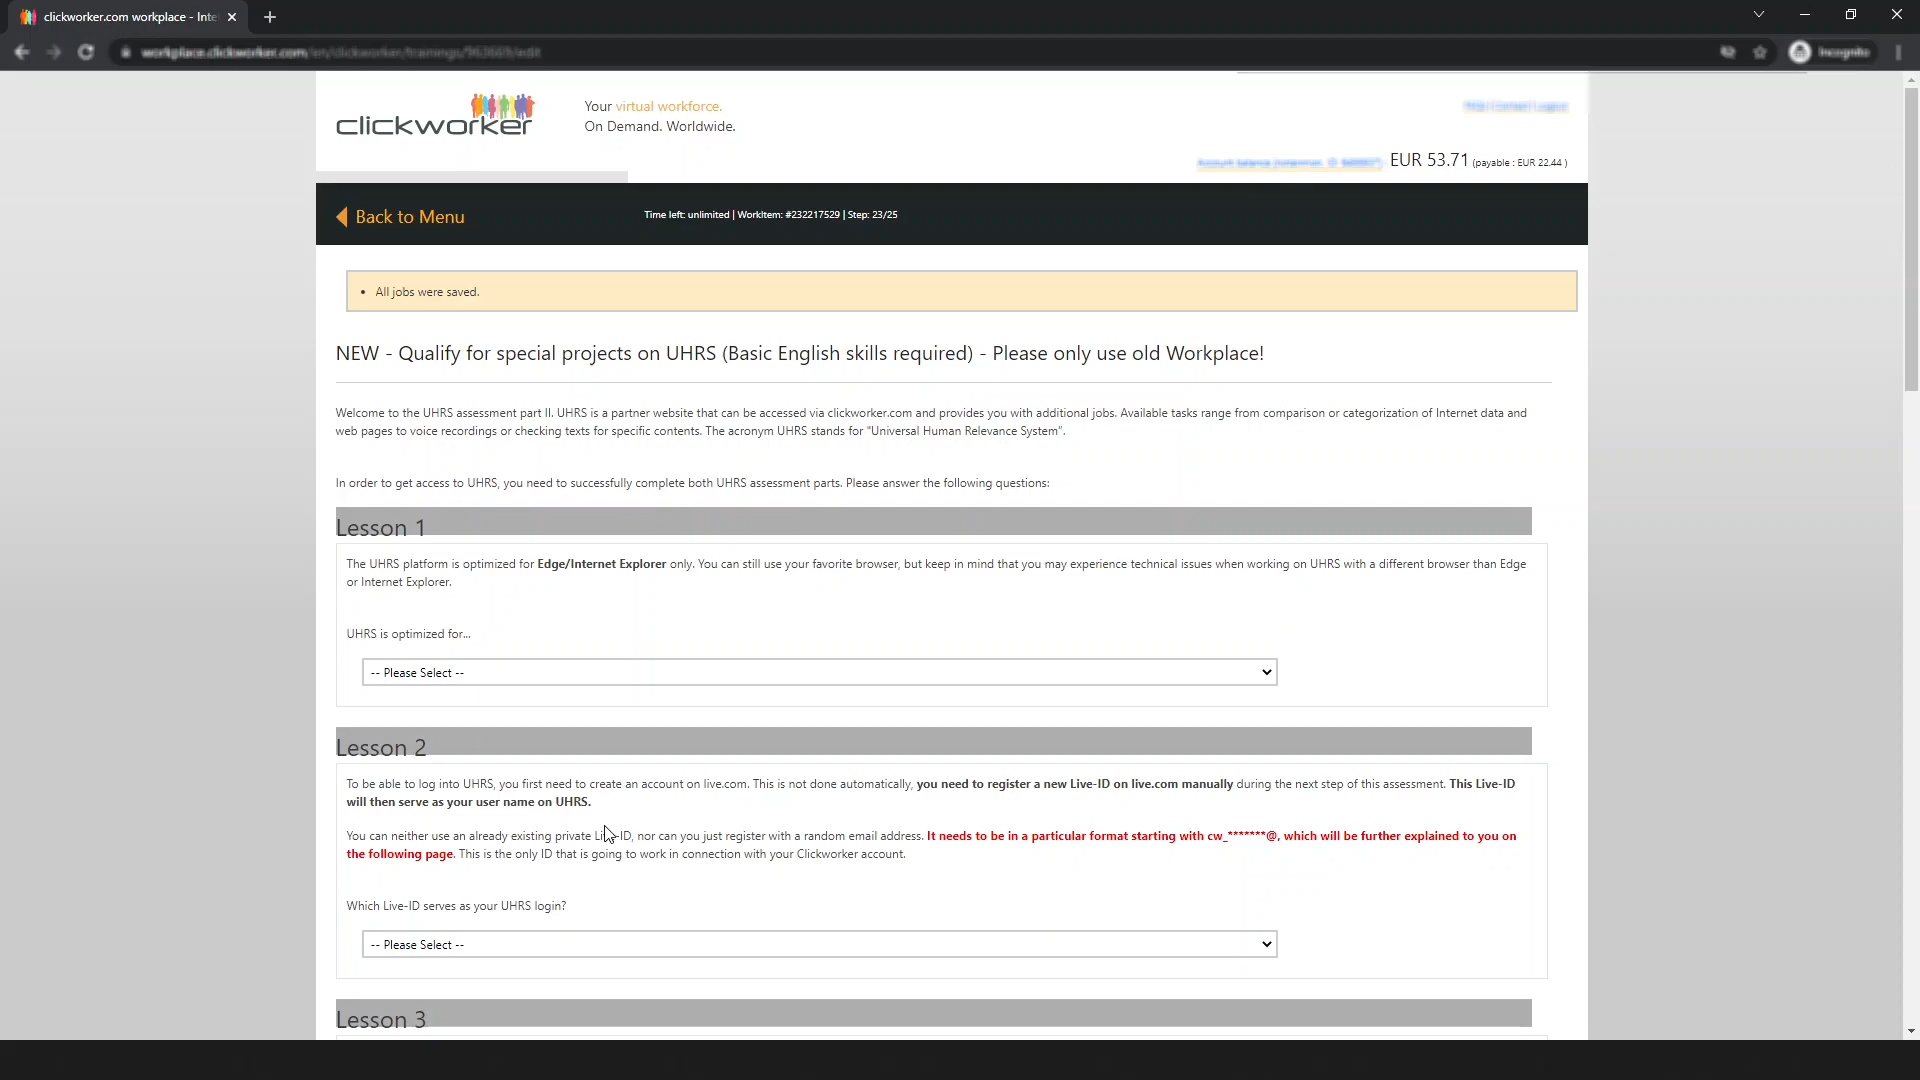 clickworker.com workplace - Inte
Incognito
clickworker
Your virtual workforce.
On Demand. Worldwide.
EUR 53.71 (payable : EUR 22.44 )
Back to Menu
Time left: unlimited | WorkItem: #232217529 | Step: 23/25
• All jobs were saved.
NEW - Qualify for special projects on UHRS (Basic English skills required) - Please only use old Workplace!
Welcome to the UHRS assessment part II. UHRS is a partner website that can be accessed via clickworker.com and provides you with additional jobs. Available tasks range from comparison or categorization of Internet data and
web pages to voice recordings or checking texts for specific contents. The acronym UHRS stands for "Universal Human Relevance System".
In order to get access to UHRS, you need to successfully complete both UHRS assessment parts. Please answer the following questions:
Lesson 1
The UHRS platform is optimized for Edge/Internet Explorer only. You can still use your favorite browser, but keep in mind that you may experience technical issues when working on UHRS with a different browser than Edge
or Internet Explorer.
UHRS is optimized for...
-- Please Select --
Lesson 2
To be able to log into UHRS, you first need to create an account on live.com. This is not done automatically, you need to register a new Live-ID on live.com manually during the next step of this assessment. This Live-ID
will then serve as your user name on UHRS.
You can neither use an already existing private Live-ID, nor can you just register with a random email address. It needs to be in a particular format starting with cw_*******@, which will be further explained to you on
the following page. This is the only ID that is going to work in connection with your Clickworker account.
Which Live-ID serves as your UHRS login?
-- Please Select --
Lesson 3